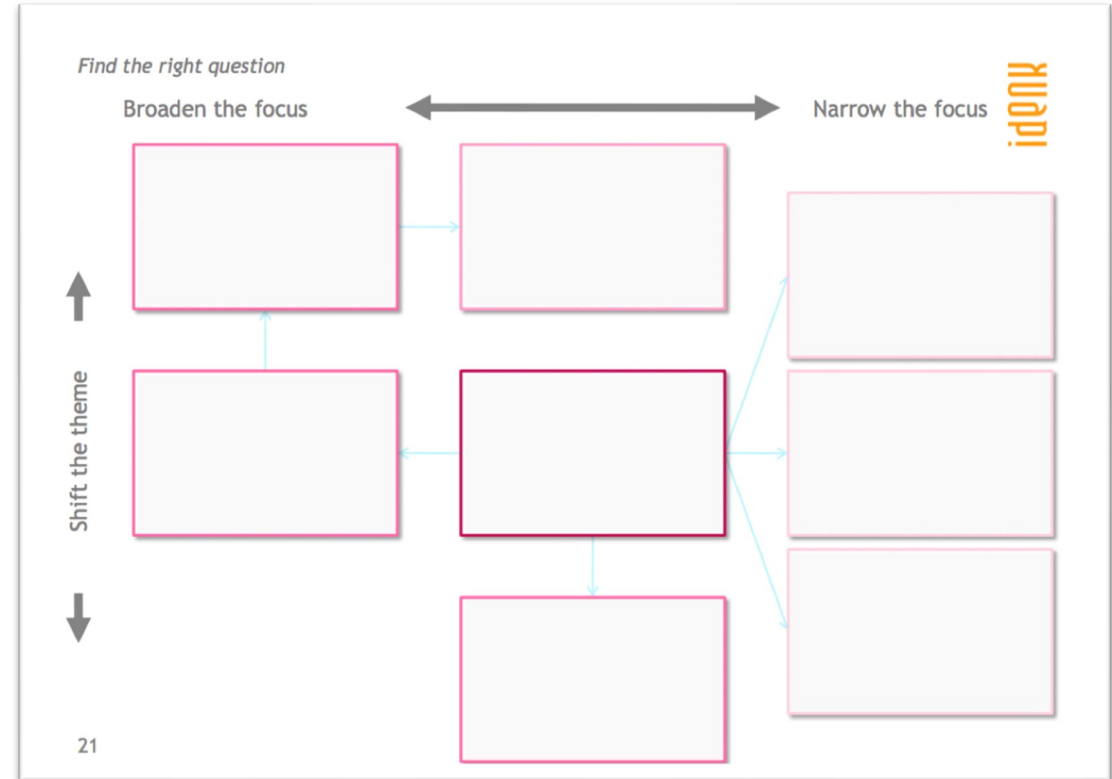 Find the right question
Broaden the focus
Narrow the focus
idenk
Shift the theme
21